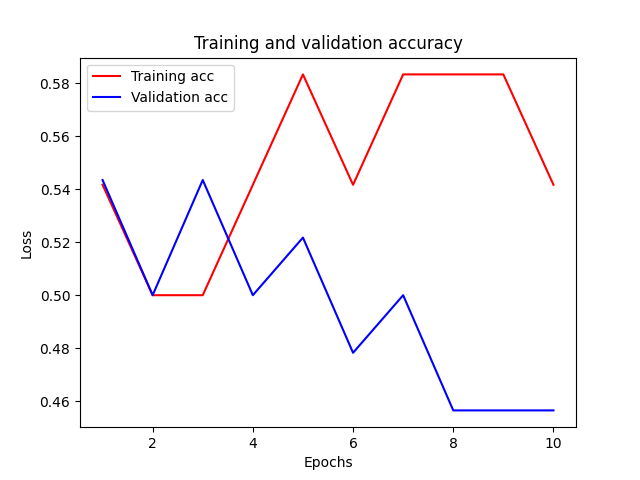 Training and validation accuracy
Training acc
Validation acc
0.58
0.56
0.54
0.52
0.50
0.48
0.46
Loss
2
4
6
8
10
Epochs